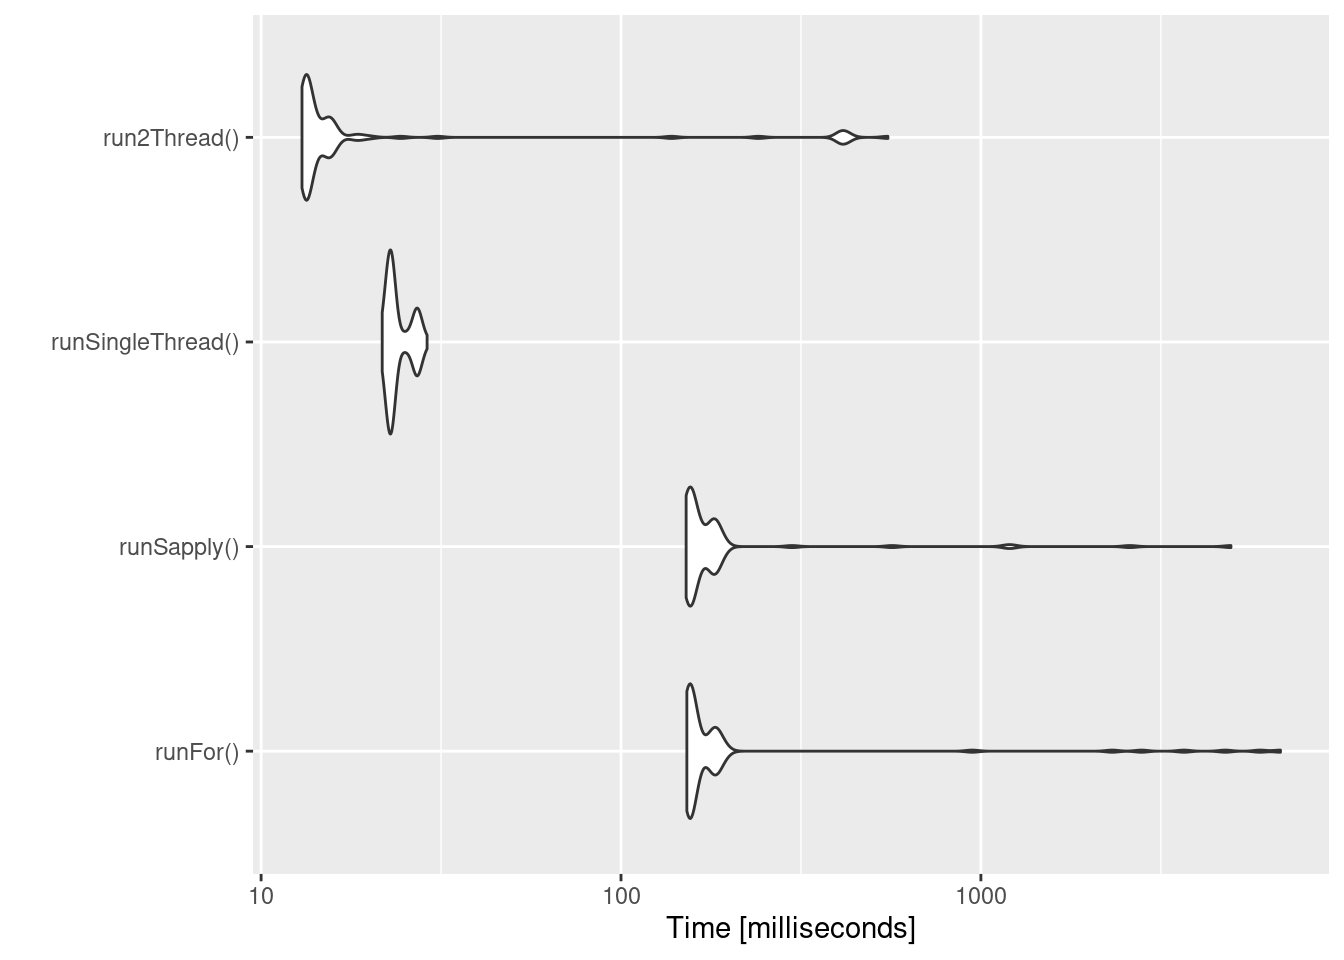 run2Thread()
runSingleThread()
runSapply()
runFor()
10 100 1000
Time [milliseconds]